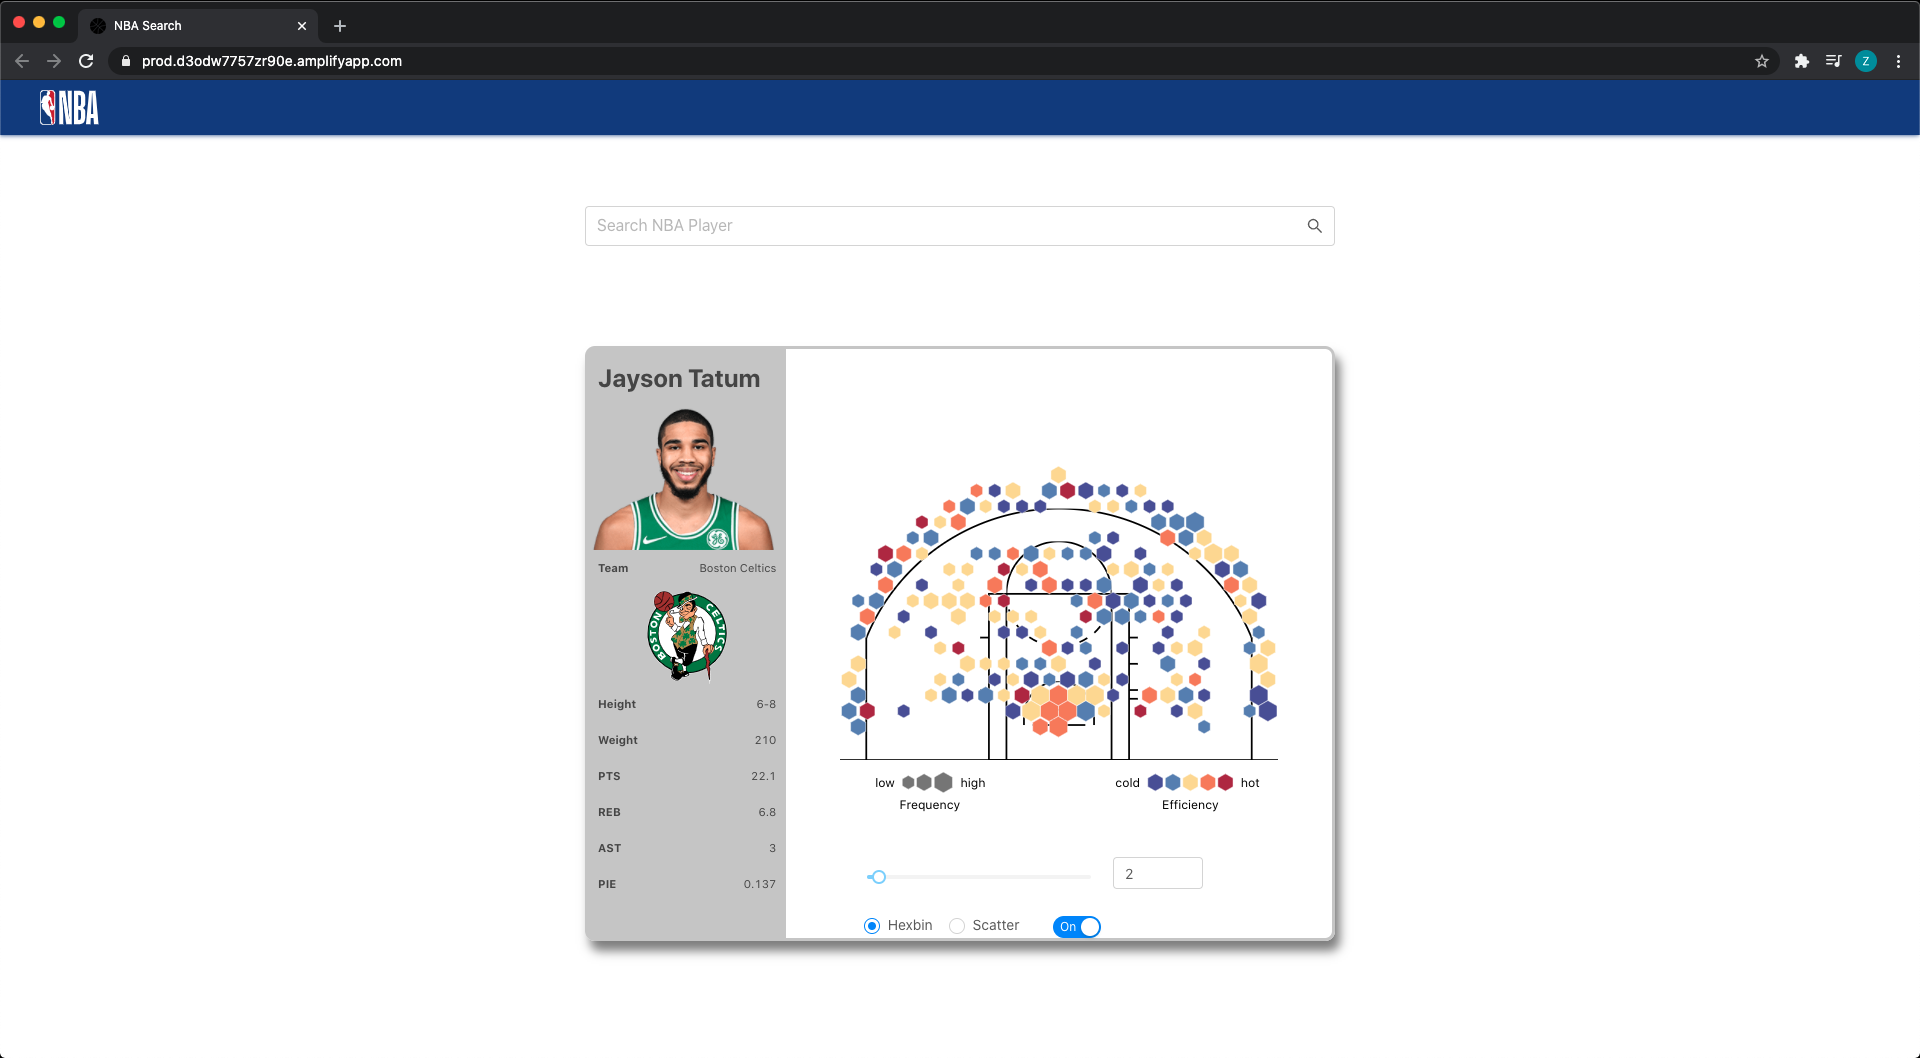 NBA Search
prod.d3odw7757zr90e.amplifyapp.com
Z
NBA
Search NBA Player
Jayson Tatum
Team Boston Celtics
BOSTON CELTICS
Height 6-8
Weight 210
PTS 22.1
REB 6.8
AST 3
PIE 0.137
low high
Frequency
cold hot
Efficiency
2
Hexbin Scatter On